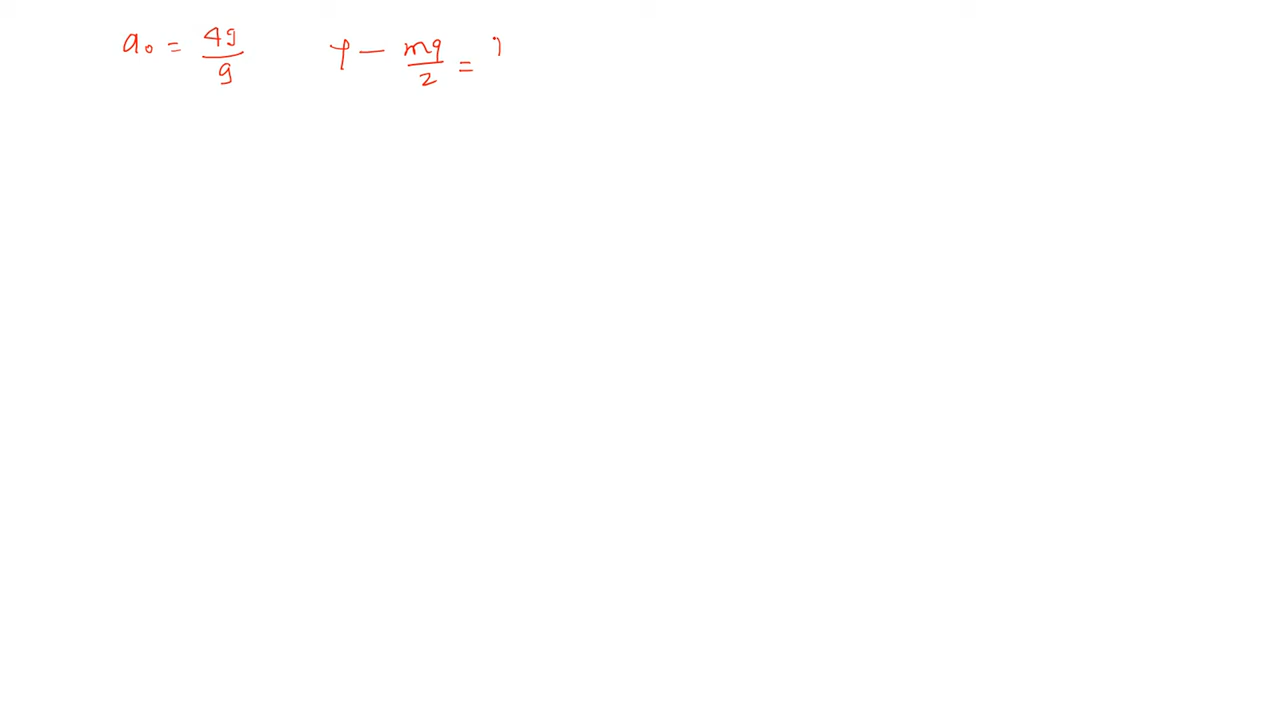 a₀ = 4g/9 T − mg/2 =